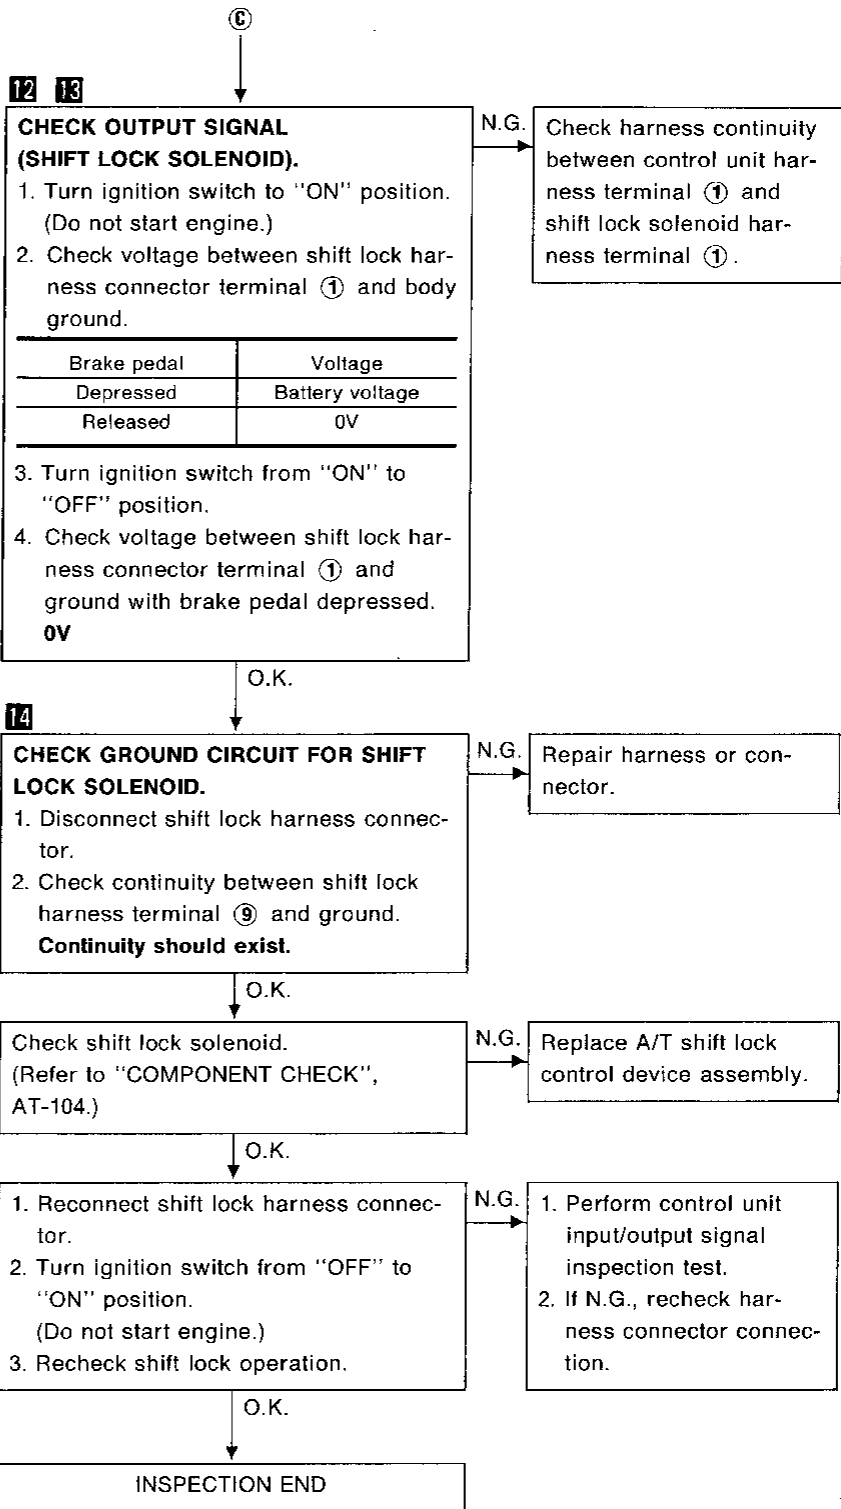 Ⓒ
12 13
CHECK OUTPUT SIGNAL
(SHIFT LOCK SOLENOID).
1. Turn ignition switch to "ON" position.
(Do not start engine.)
2. Check voltage between shift lock har-
ness connector terminal ① and body
ground.
Brake pedal Voltage
Depressed Battery voltage
Released 0V
3. Turn ignition switch from "ON" to
"OFF" position.
4. Check voltage between shift lock har-
ness connector terminal ① and
ground with brake pedal depressed.
0V
N.G.
Check harness continuity
between control unit har-
ness terminal ① and
shift lock solenoid har-
ness terminal ①.
O.K.
14
CHECK GROUND CIRCUIT FOR SHIFT
LOCK SOLENOID.
1. Disconnect shift lock harness connec-
tor.
2. Check continuity between shift lock
harness terminal ⑨ and ground.
Continuity should exist.
N.G.
Repair harness or con-
nector.
O.K.
Check shift lock solenoid.
(Refer to "COMPONENT CHECK",
AT-104.)
N.G.
Replace A/T shift lock
control device assembly.
O.K.
1. Reconnect shift lock harness connec-
tor.
2. Turn ignition switch from "OFF" to
"ON" position.
(Do not start engine.)
3. Recheck shift lock operation.
N.G.
1. Perform control unit
input/output signal
inspection test.
2. If N.G., recheck har-
ness connector connec-
tion.
O.K.
INSPECTION END